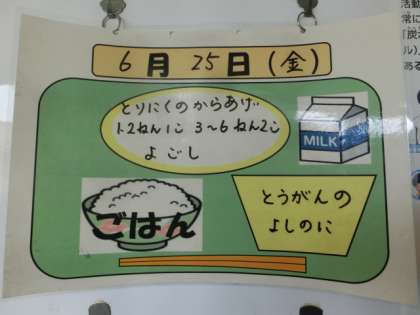 6月25日(金)
とりにくのからあげ
1.2ねん1こ 3～6ねん2こ
よごし
MILK
ごはん
とうがんの
よしのに